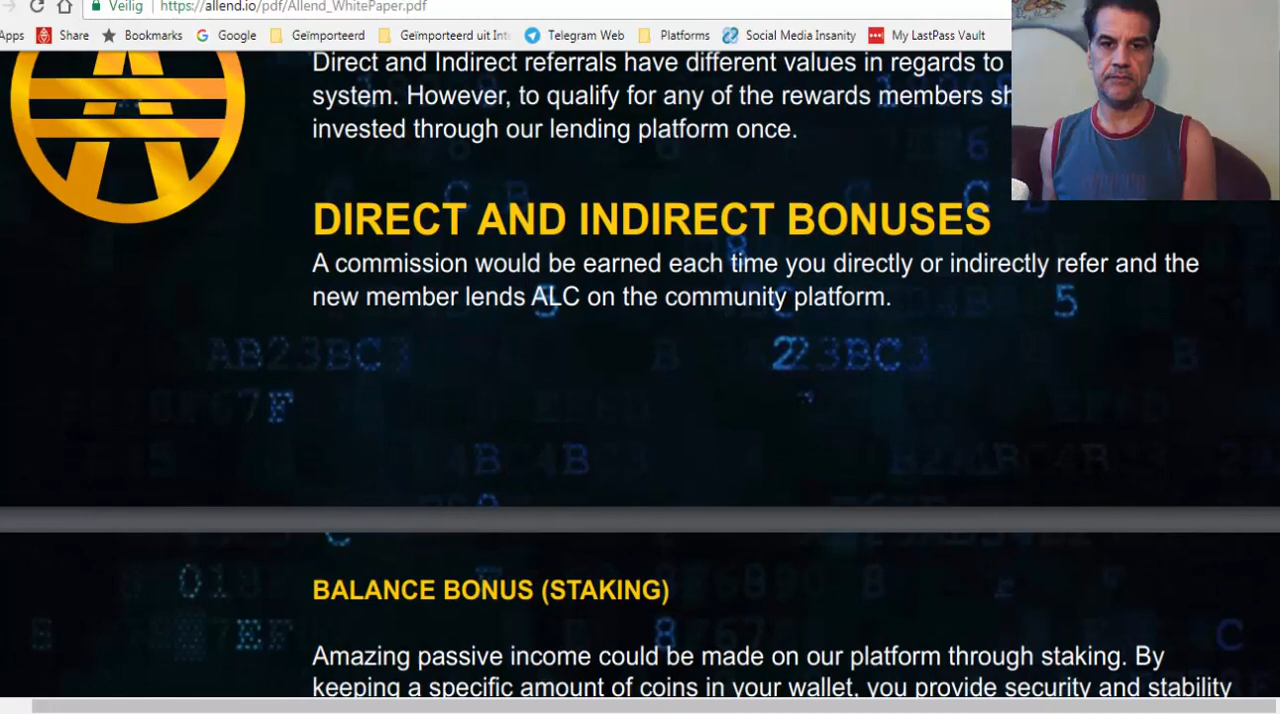 Veilig https://allend.io/pdf/Allend_WhitePaper.pdf
Apps Share Bookmarks Google Geïmporteerd Geïmporteerd uit Int Telegram Web Platforms Social Media Insanity My LastPass Vault
Direct and Indirect referrals have different values in regards to
system. However, to qualify for any of the rewards members sh
invested through our lending platform once.
DIRECT AND INDIRECT BONUSES
A commission would be earned each time you directly or indirectly refer and the
new member lends ALC on the community platform.
BALANCE BONUS (STAKING)
Amazing passive income could be made on our platform through staking. By
keeping a specific amount of coins in your wallet, you provide security and stability